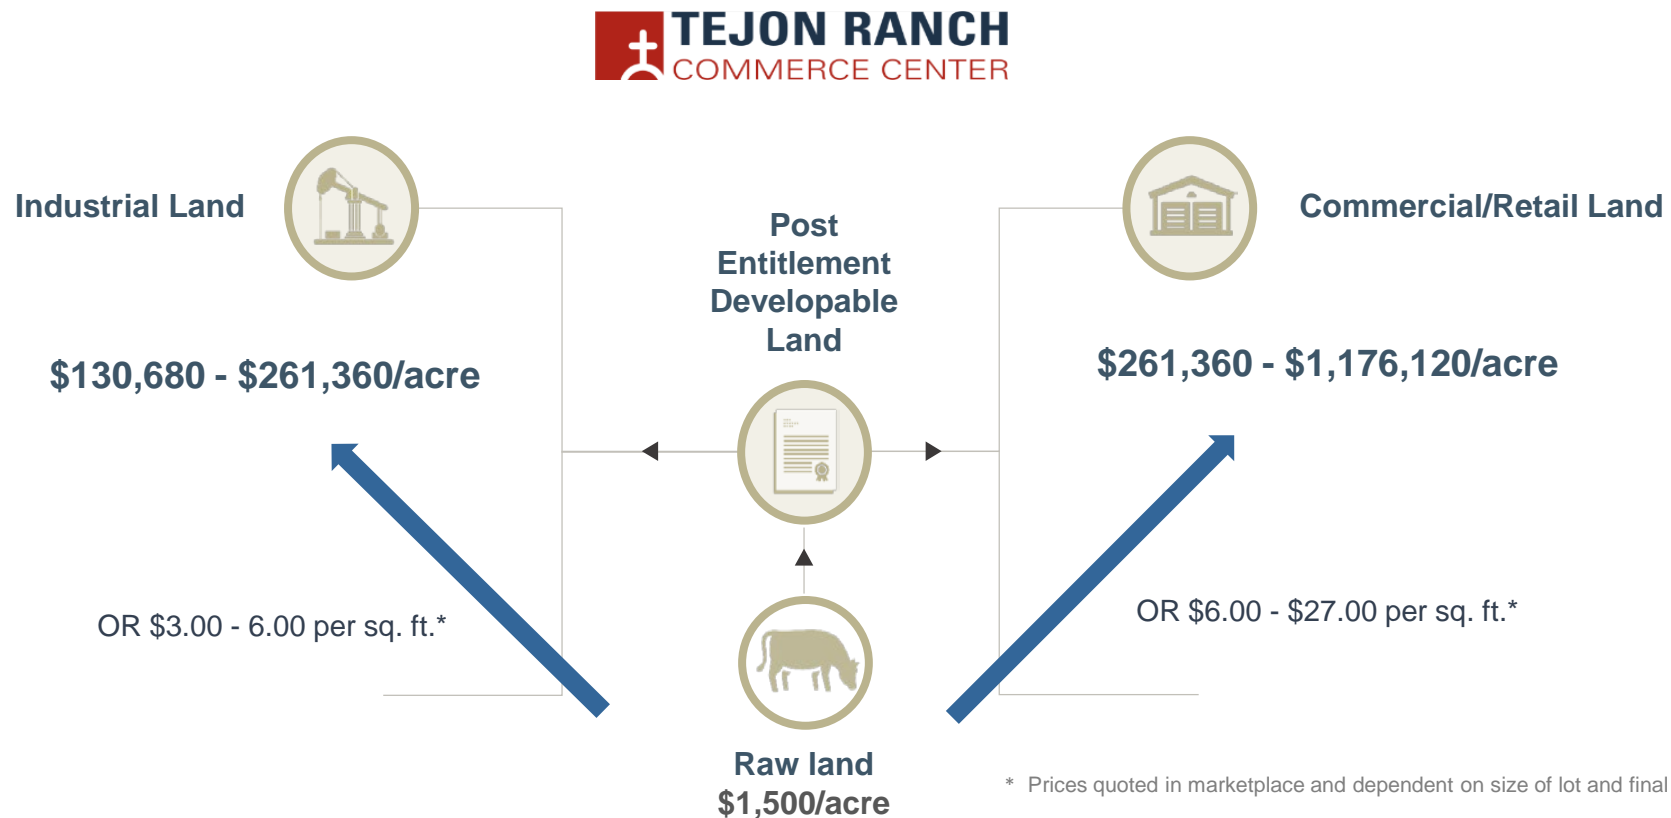 TEJON RANCH
COMMERCE CENTER
Industrial Land
Commercial/Retail Land
Post
Entitlement
Developable
Land
$130,680 - $261,360/acre
$261,360 - $1,176,120/acre
OR $3.00 - 6.00 per sq. ft.*
OR $6.00 - $27.00 per sq. ft.*
Raw land
$1,500/acre
* Prices quoted in marketplace and dependent on size of lot and final